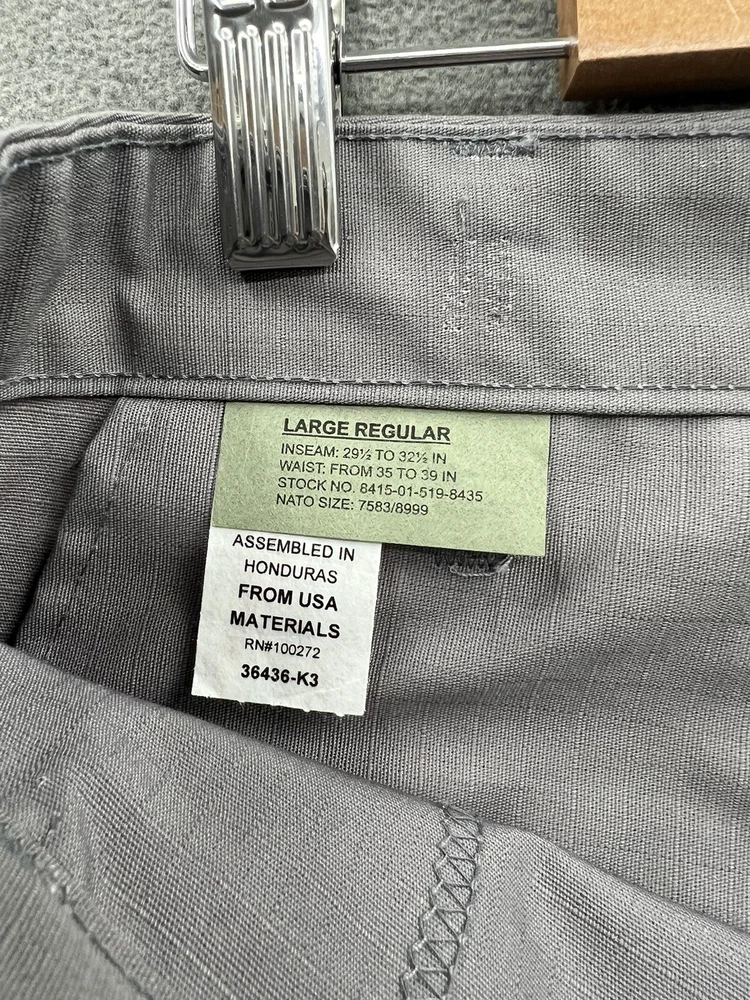 LARGE REGULAR
INSEAM: 29½ TO 32½ IN
WAIST: FROM 35 TO 39 IN
STOCK NO. 8415-01-519-8435
NATO SIZE: 7583/8999
ASSEMBLED IN
HONDURAS
FROM USA
MATERIALS
RN#100272
36436-K3